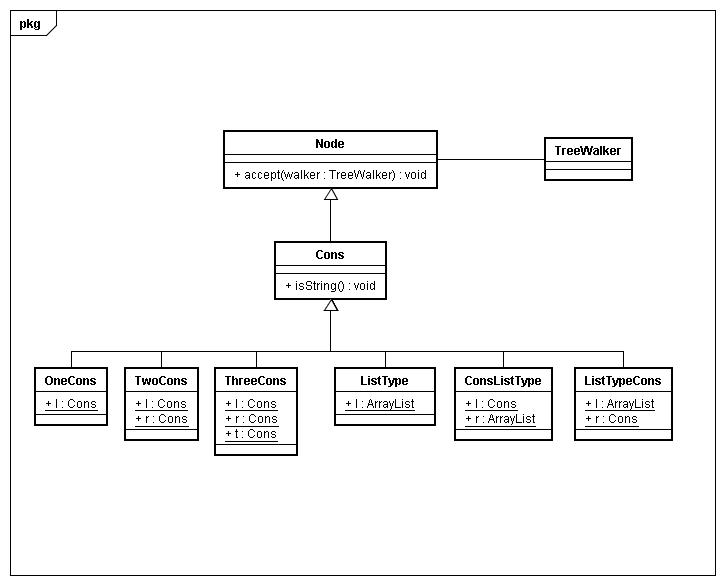 pkg
Node
+ accept(walker : TreeWalker) : void
TreeWalker
Cons
+ isString() : void
OneCons
+ l : Cons
TwoCons
+ l : Cons
+ r : Cons
ThreeCons
+ l : Cons
+ r : Cons
+ t : Cons
ListType
+ l : ArrayList
ConsListType
+ l : Cons
+ r : ArrayList
ListTypeCons
+ l : ArrayList
+ r : Cons